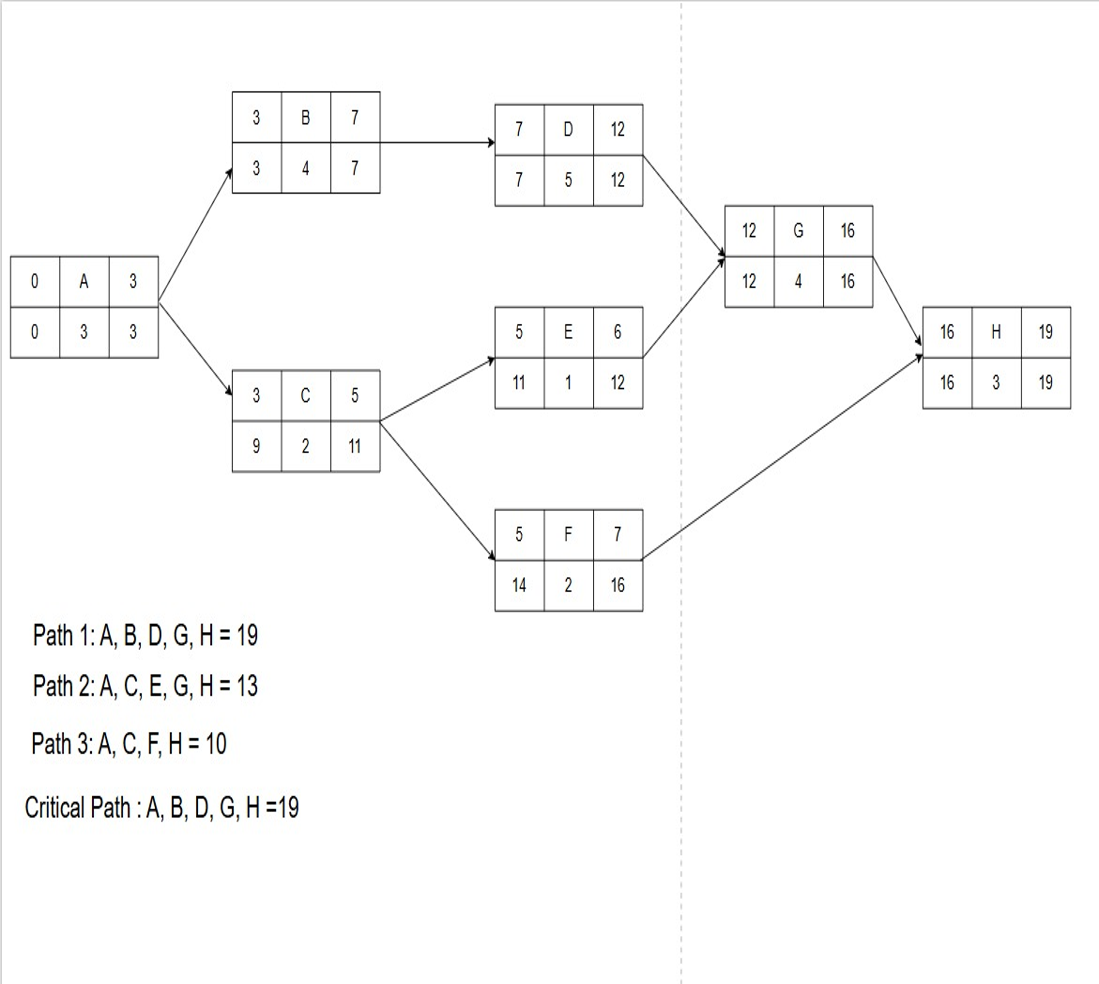 3 B 7
3 4 7
7 D 12
7 5 12
12 G 16
12 4 16
0 A 3
0 3 3
5 E 6
11 1 12
16 H 19
16 3 19
3 C 5
9 2 11
5 F 7
14 2 16
Path 1: A, B, D, G, H = 19
Path 2: A, C, E, G, H = 13
Path 3: A, C, F, H = 10
Critical Path : A, B, D, G, H =19